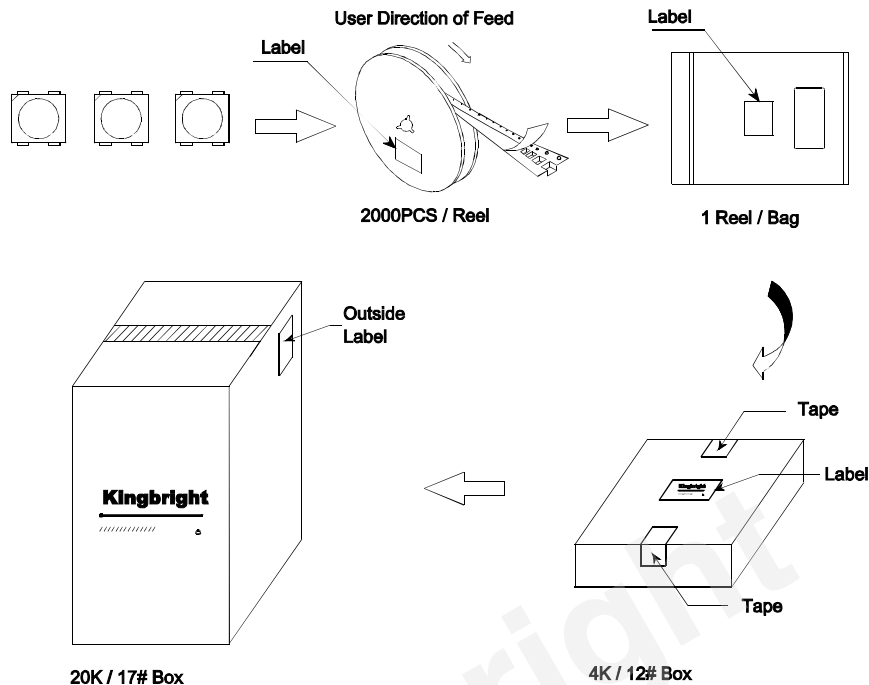 User Direction of Feed
Label
Label
2000PCS / Reel
1 Reel / Bag
Outside
Label
Tape
Label
Kingbright
Kingbright
Tape
20K / 17# Box
4K / 12# Box